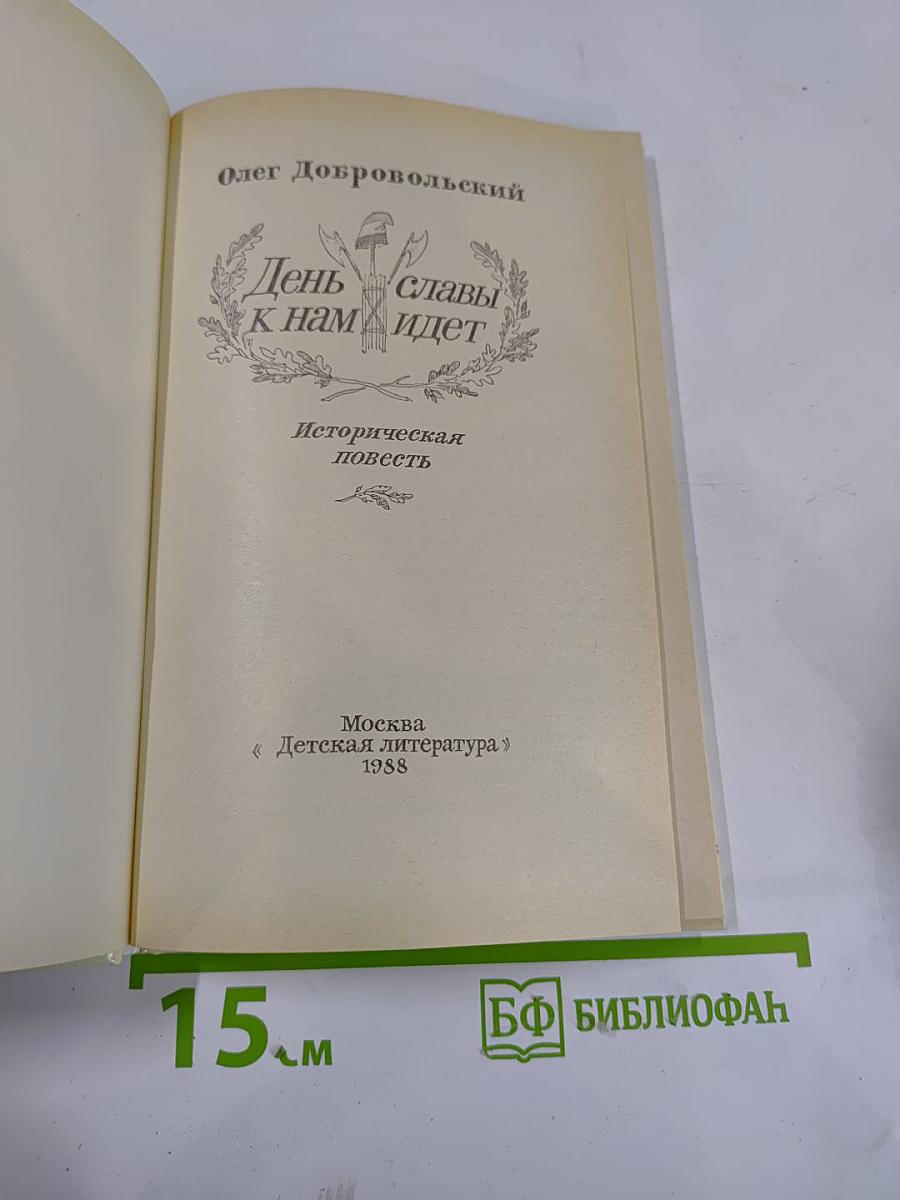 Олег Добровольский
День славы
к нам идет
Историческая
повесть
Москва
« Детская литература»
1988
15 см
БФ БИБЛИОФАН